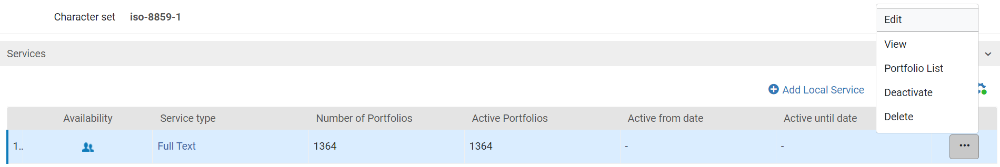 Character set iso-8859-1
Edit
View
Services
Portfolio List
Add Local Service
Deactivate
Delete
Availability Service type Number of Portfolios Active Portfolios Active from date Active until date
1.. Full Text 1364 1364 - -